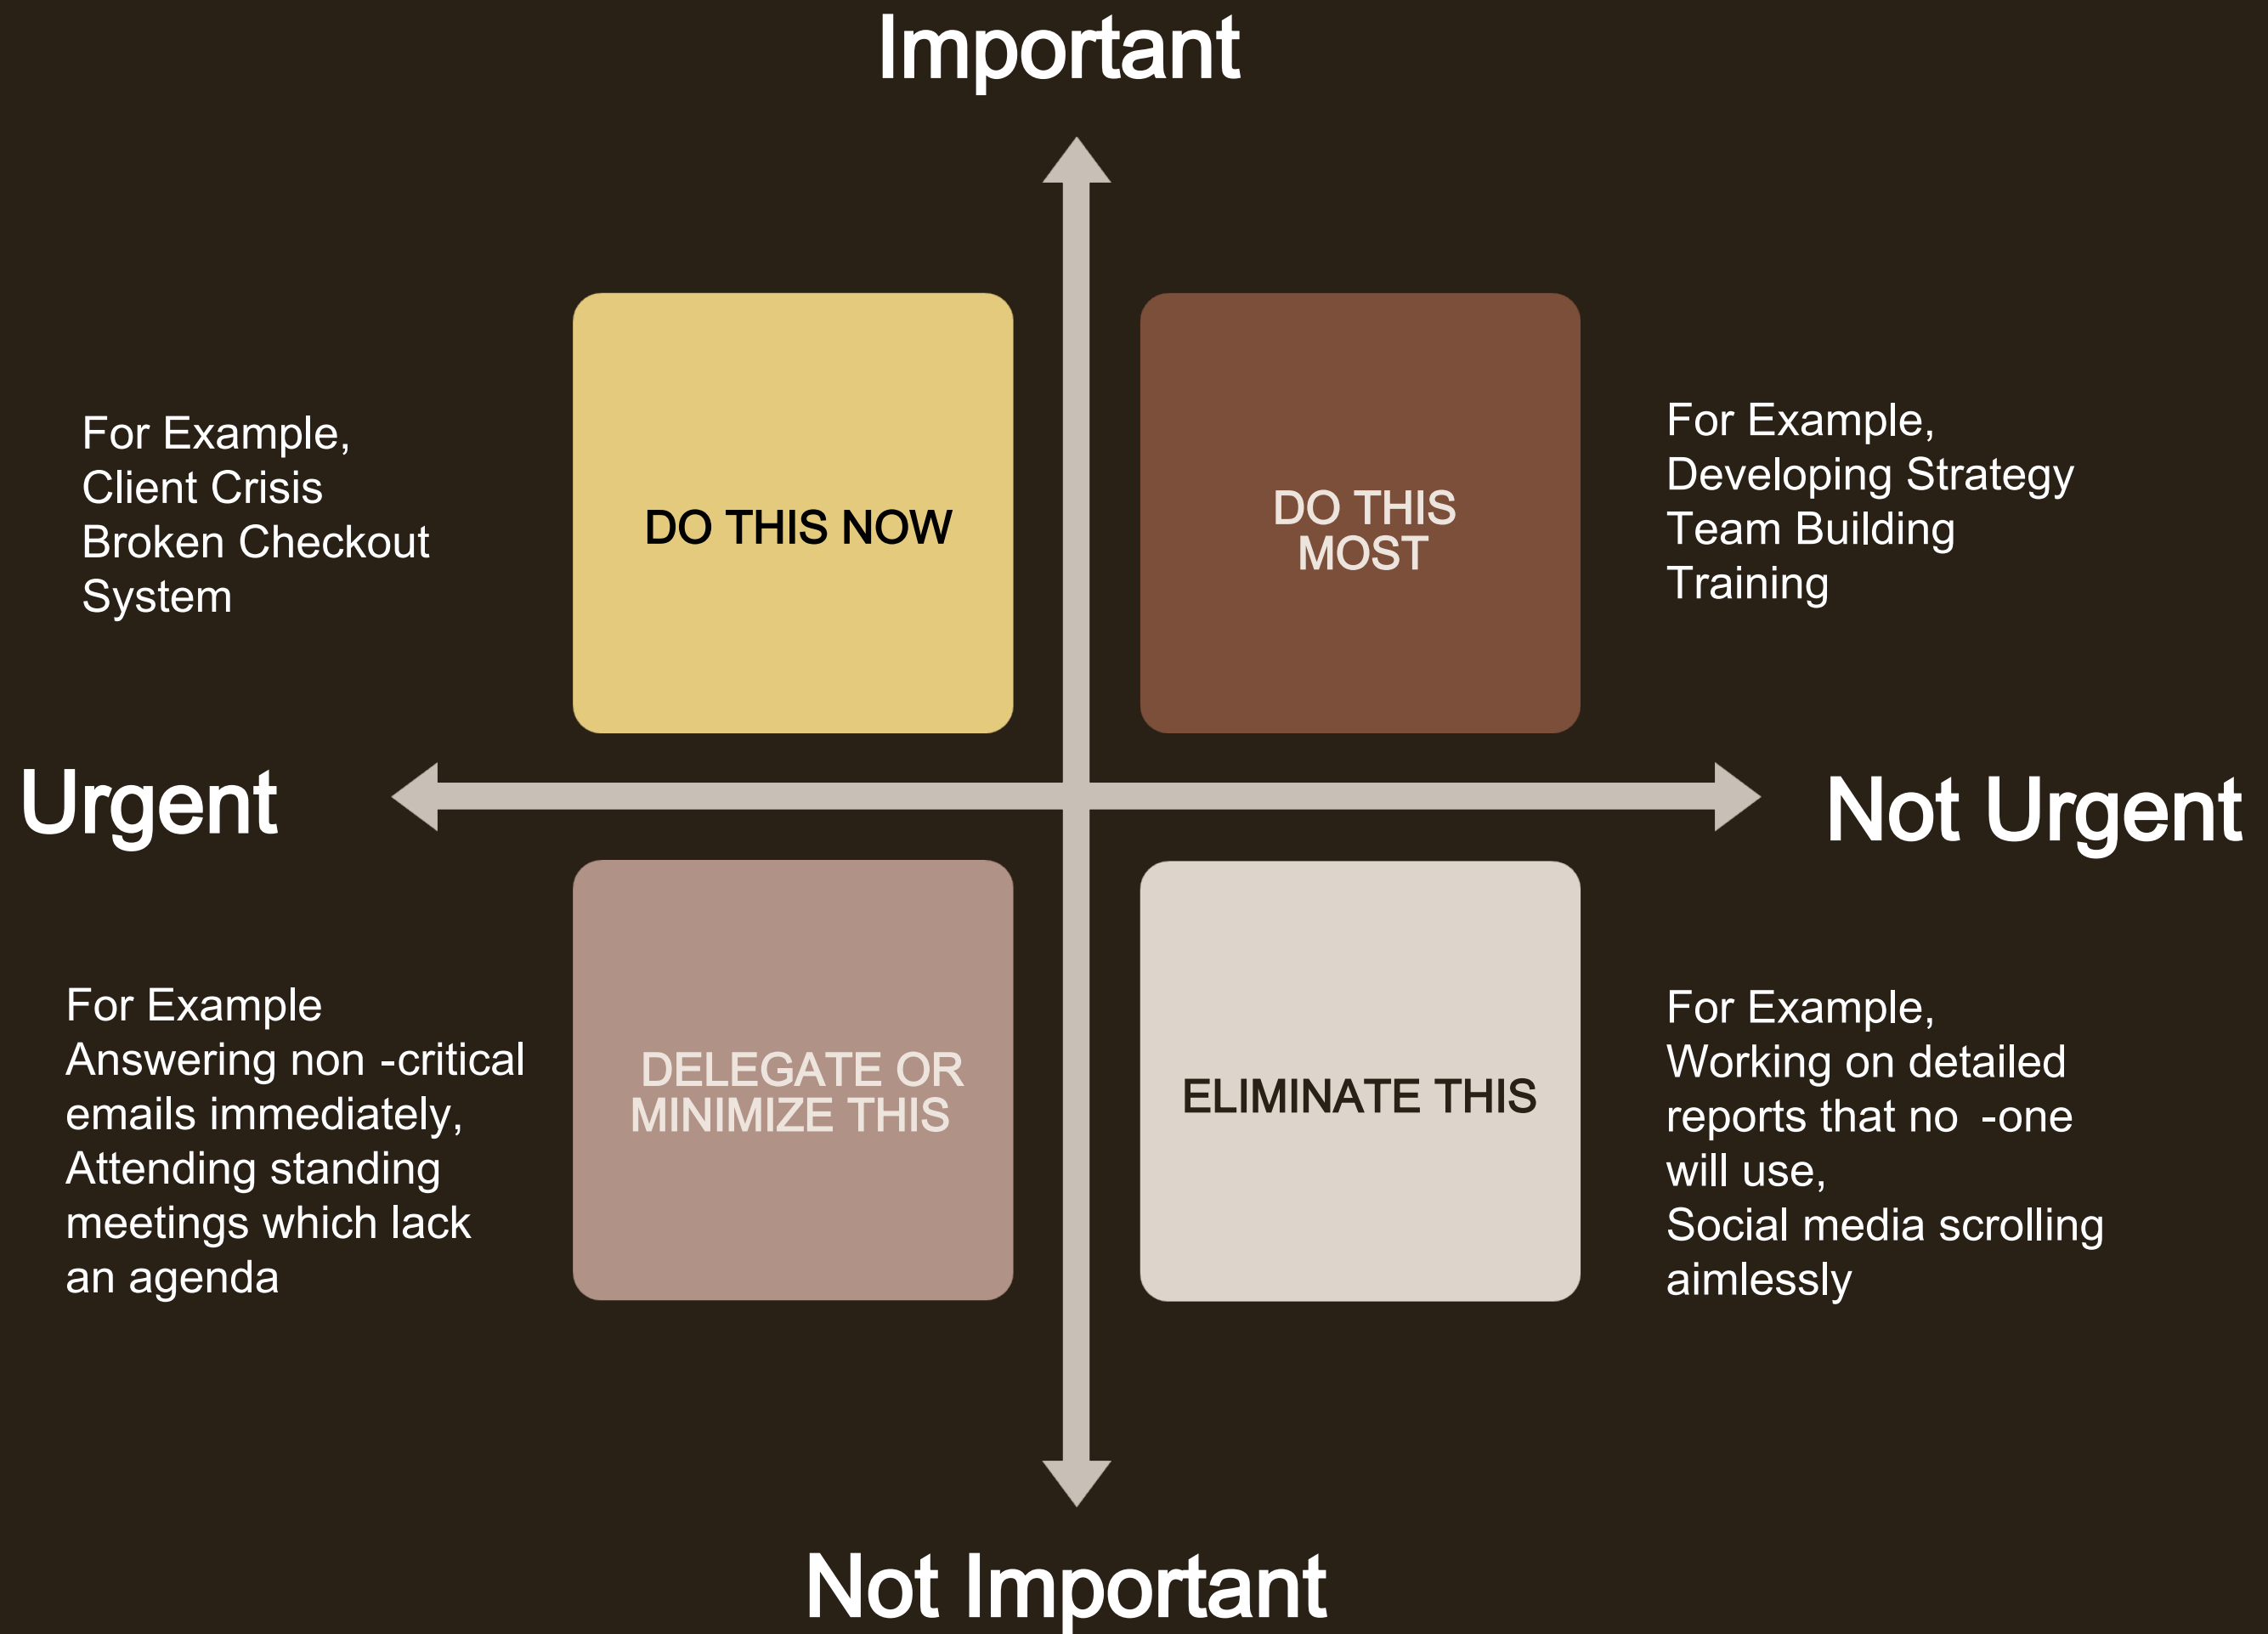 Important
For Example,
Client Crisis
Broken Checkout
System
DO THIS NOW
DO THIS
MOST
For Example,
Developing Strategy
Team Building
Training
Urgent
Not Urgent
For Example
Answering non -critical
emails immediately,
Attending standing
meetings which lack
an agenda
DELEGATE OR
MINIMIZE THIS
ELIMINATE THIS
For Example,
Working on detailed
reports that no -one
will use,
Social media scrolling
aimlessly
Not Important